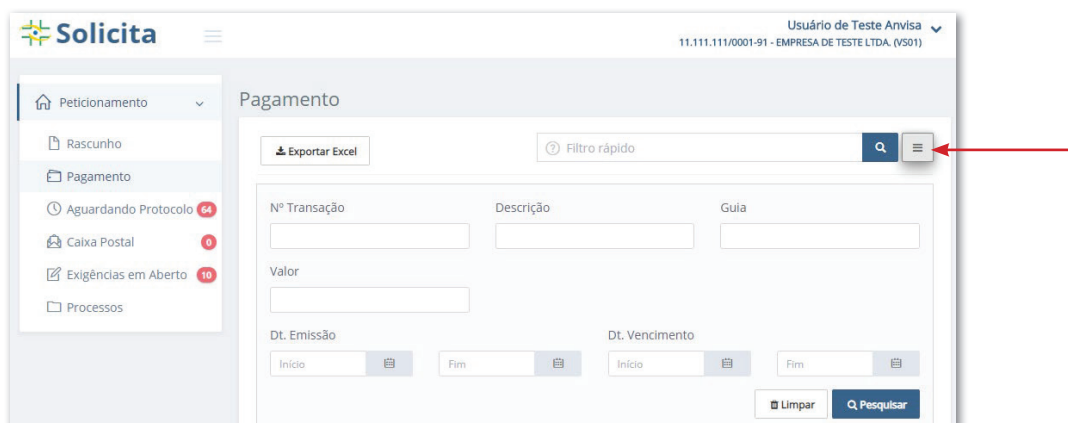 Solicita
Usuário de Teste Anvisa
11.111.111/0001-91 - EMPRESA DE TESTE LTDA. (VS01)
Peticionamento
Rascunho
Pagamento
Aguardando Protocolo 64
Caixa Postal 0
Exigências em Aberto 10
Processos
Pagamento
Exportar Excel
Filtro rápido
Nº Transação Descrição Guia
Valor
Dt. Emissão Dt. Vencimento
Início Fim Início Fim
Limpar Pesquisar